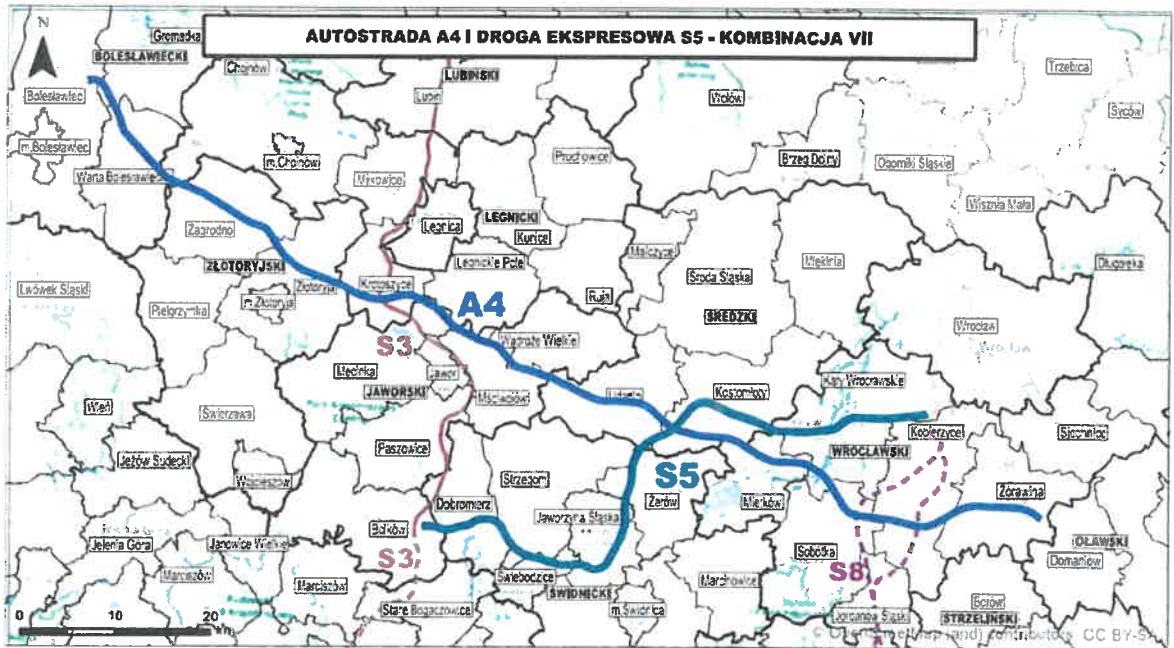 AUTOSTRADA A4 I DROGA EKSPRESOWA S5 - KOMBINACJA VII
N
Gromadka
BOLESŁAWIECKI
Chojnów
LUBIŃSKI
Lubin
Wołów
Trzebnica
Syców
Bolesławiec
m.Bolesławiec
m.Chojnów
Prochowice
Brzeg Dolny
Oborniki Śląskie
Warta Bolesławiecka
Miłkowice
Wisznia Mała
Zagrodno
Legnica
LEGNICKI
Kunice
Malczyce
Miękinia
Legnickie Pole
Długołęka
ZŁOTORYJSKI
Środa Śląska
Lwówek Śląski
m.Złotoryja
Złotoryja
Krotoszyce
Ruja
Pielgrzymka
A4
ŚREDZKI
Wrocław
Wrocław
Wądroże Wielkie
S3
Męcinka
Jawor
JAWORSKI
Mściwojów
Udanin
Kostomłoty
Kąty Wrocławskie
Wleń
Świerzawa
Kobierzyce
Siechnice
Paszowice
WROCŁAWSKI
Jeżów Sudecki
Wojcieszów
Strzegom
S5
Żarów
Mietków
Żórawina
Dobromierz
Jaworzyna Śląska
Bolków
Jelenia Góra
Janowice Wielkie
OŁAWSKI
Sobótka
Domaniów
S3
Marciszów
Marciszów
Świebodzice
Marcinowice
S8
ŚWIDNICKI
Stare Bogaczowice
m.Świdnica
Jordanów Śląski
Borów
STRZELIŃSKI
0 10 20
km
© OpenStreetMap (and) contributors, CC BY-SA